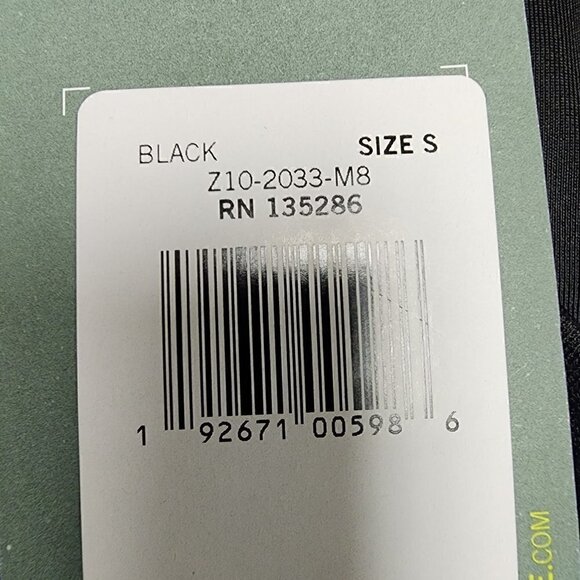 BLACK SIZE S
Z10-2033-M8
RN 135286
1 92671 00598 6
E.COM